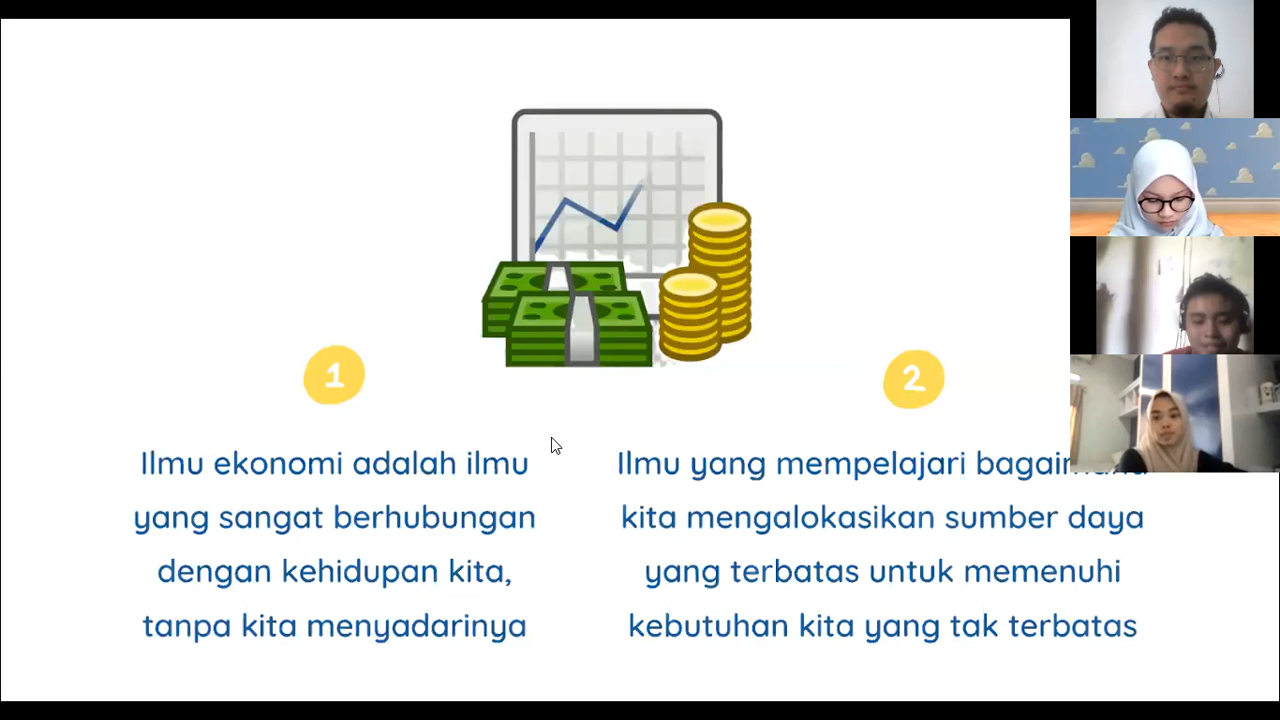 1
Ilmu ekonomi adalah ilmu
yang sangat berhubungan
dengan kehidupan kita,
tanpa kita menyadarinya
2
Ilmu yang mempelajari
kita mengalokasikan sumber daya
yang terbatas untuk memenuhi
kebutuhan kita yang tak terbatas